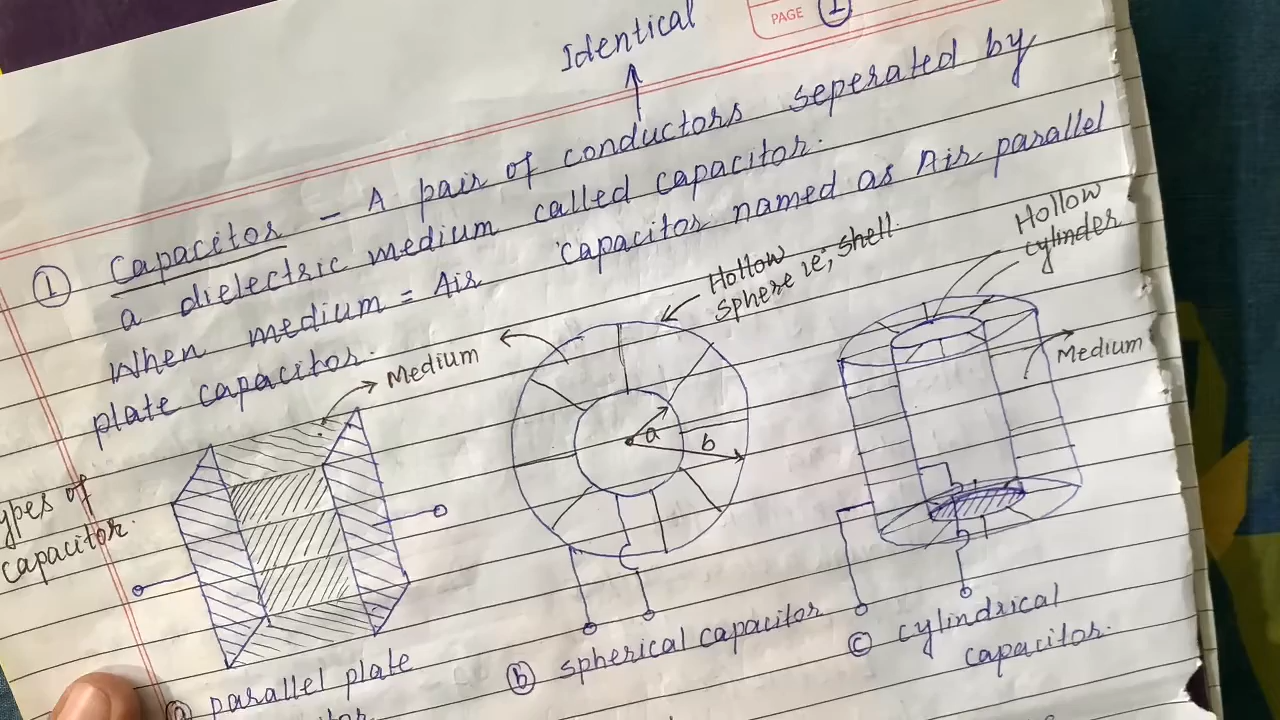 PAGE 1
Identical
① Capacitor – A pair of conductors seperated by
a dielectric medium called capacitor.
When medium = Air capacitor named as Air parallel
plate capacitor.
Medium
Hollow
sphere ie; shell
Hollow
cylinder
Medium
a
b
ypes of
capacitor.
ⓐ parallel plate
ⓑ spherical capacitor
ⓒ cylindrical
capacitor.